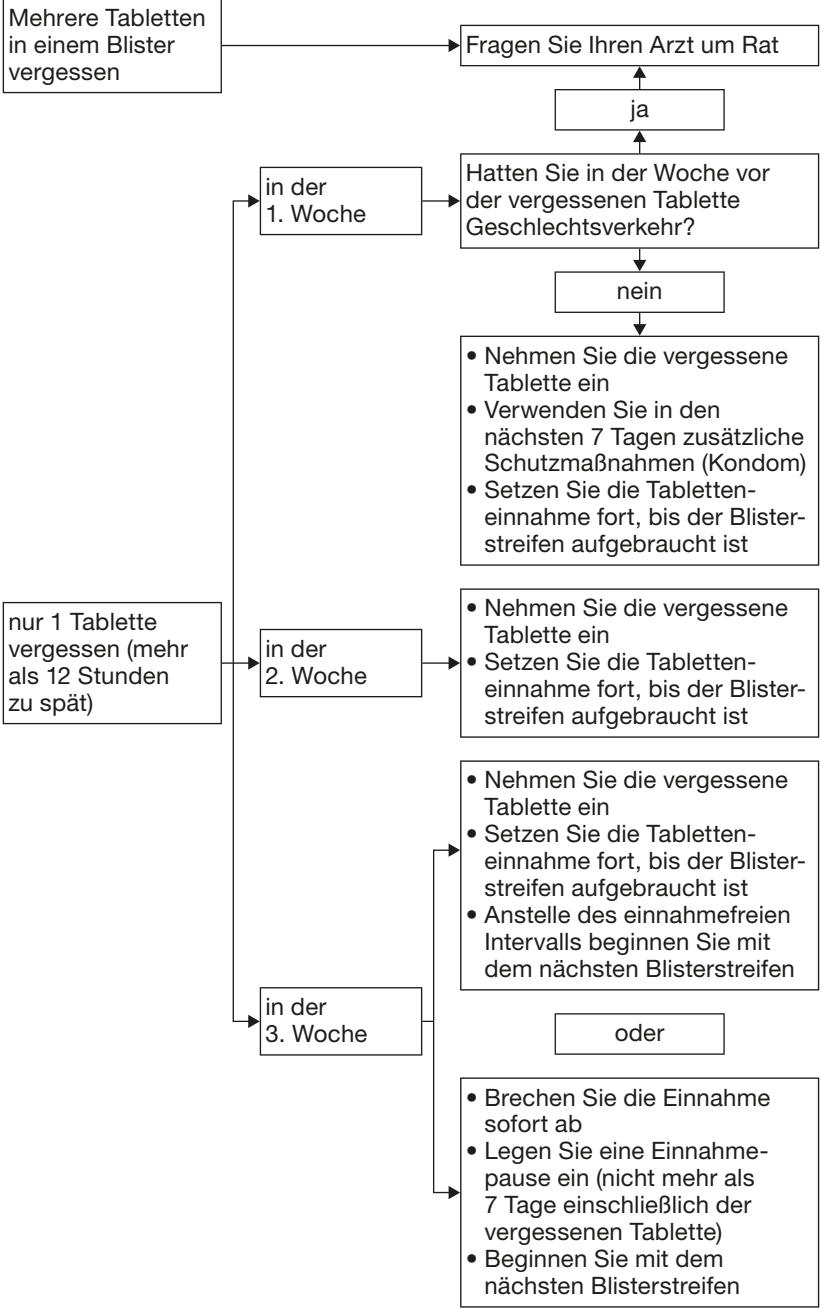 Mehrere Tabletten
in einem Blister
vergessen
Fragen Sie Ihren Arzt um Rat
ja
in der
1. Woche
Hatten Sie in der Woche vor
der vergessenen Tablette
Geschlechtsverkehr?
nein
• Nehmen Sie die vergessene
Tablette ein
• Verwenden Sie in den
nächsten 7 Tagen zusätzliche
Schutzmaßnahmen (Kondom)
• Setzen Sie die Tabletten-
einnahme fort, bis der Blister-
streifen aufgebraucht ist
nur 1 Tablette
vergessen (mehr
als 12 Stunden
zu spät)
in der
2. Woche
• Nehmen Sie die vergessene
Tablette ein
• Setzen Sie die Tabletten-
einnahme fort, bis der Blister-
streifen aufgebraucht ist
in der
3. Woche
• Nehmen Sie die vergessene
Tablette ein
• Setzen Sie die Tabletten-
einnahme fort, bis der Blister-
streifen aufgebraucht ist
• Anstelle des einnahmefreien
Intervalls beginnen Sie mit
dem nächsten Blisterstreifen
oder
• Brechen Sie die Einnahme
sofort ab
• Legen Sie eine Einnahme-
pause ein (nicht mehr als
7 Tage einschließlich der
vergessenen Tablette)
• Beginnen Sie mit dem
nächsten Blisterstreifen